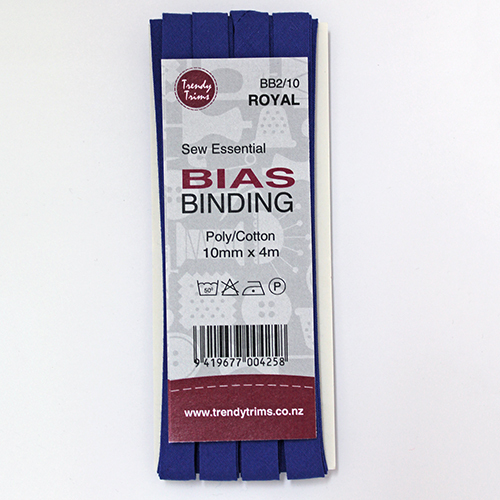 Trendy
Trims
BB2/10
ROYAL
Sew Essential
BIAS
BINDING
Poly/Cotton
10mm x 4m
50°
P
9 419677 004258
www.trendytrims.co.nz